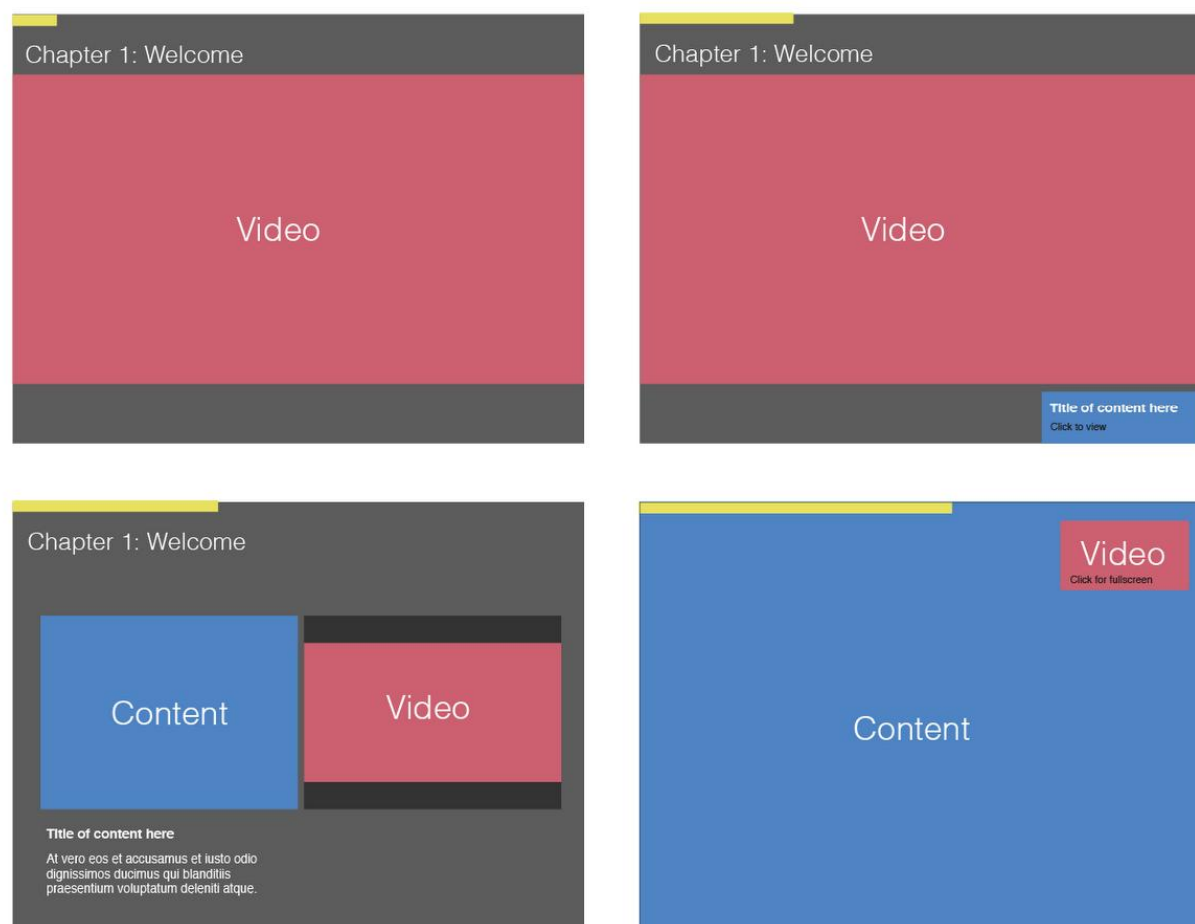 Chapter 1: Welcome
Video
Chapter 1: Welcome
Video
Title of content here
Click to view
Chapter 1: Welcome
Content
Video
Title of content here
At vero eos et accusamus et iusto odio
dignissimos ducimus qui blanditiis
praesentium voluptatum deleniti atque.
Video
Click for fullscreen
Content